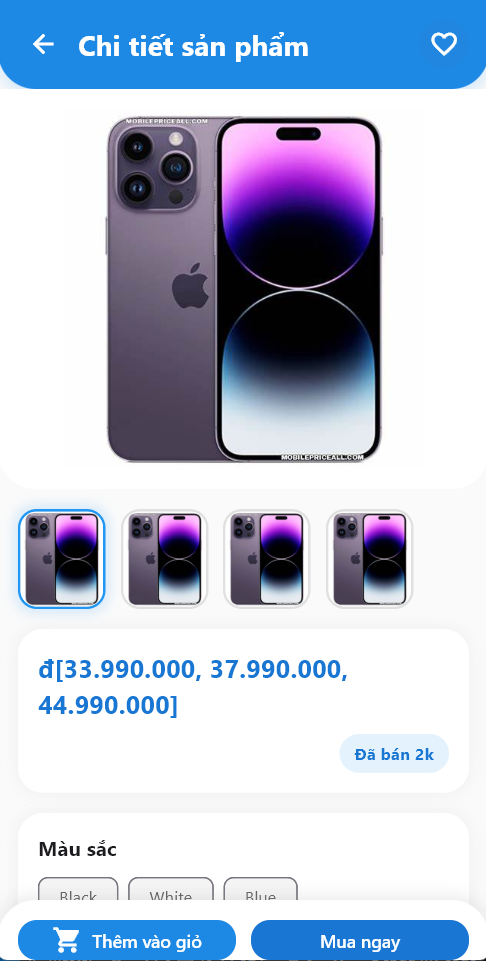 Chi tiết sản phẩm
MOBILEPRICEALL.COM
MOBILEPRICEALL.COM
đ[33.990.000, 37.990.000,
44.990.000]
Đã bán 2k
Màu sắc
Black White Blue
Thêm vào giỏ Mua ngay